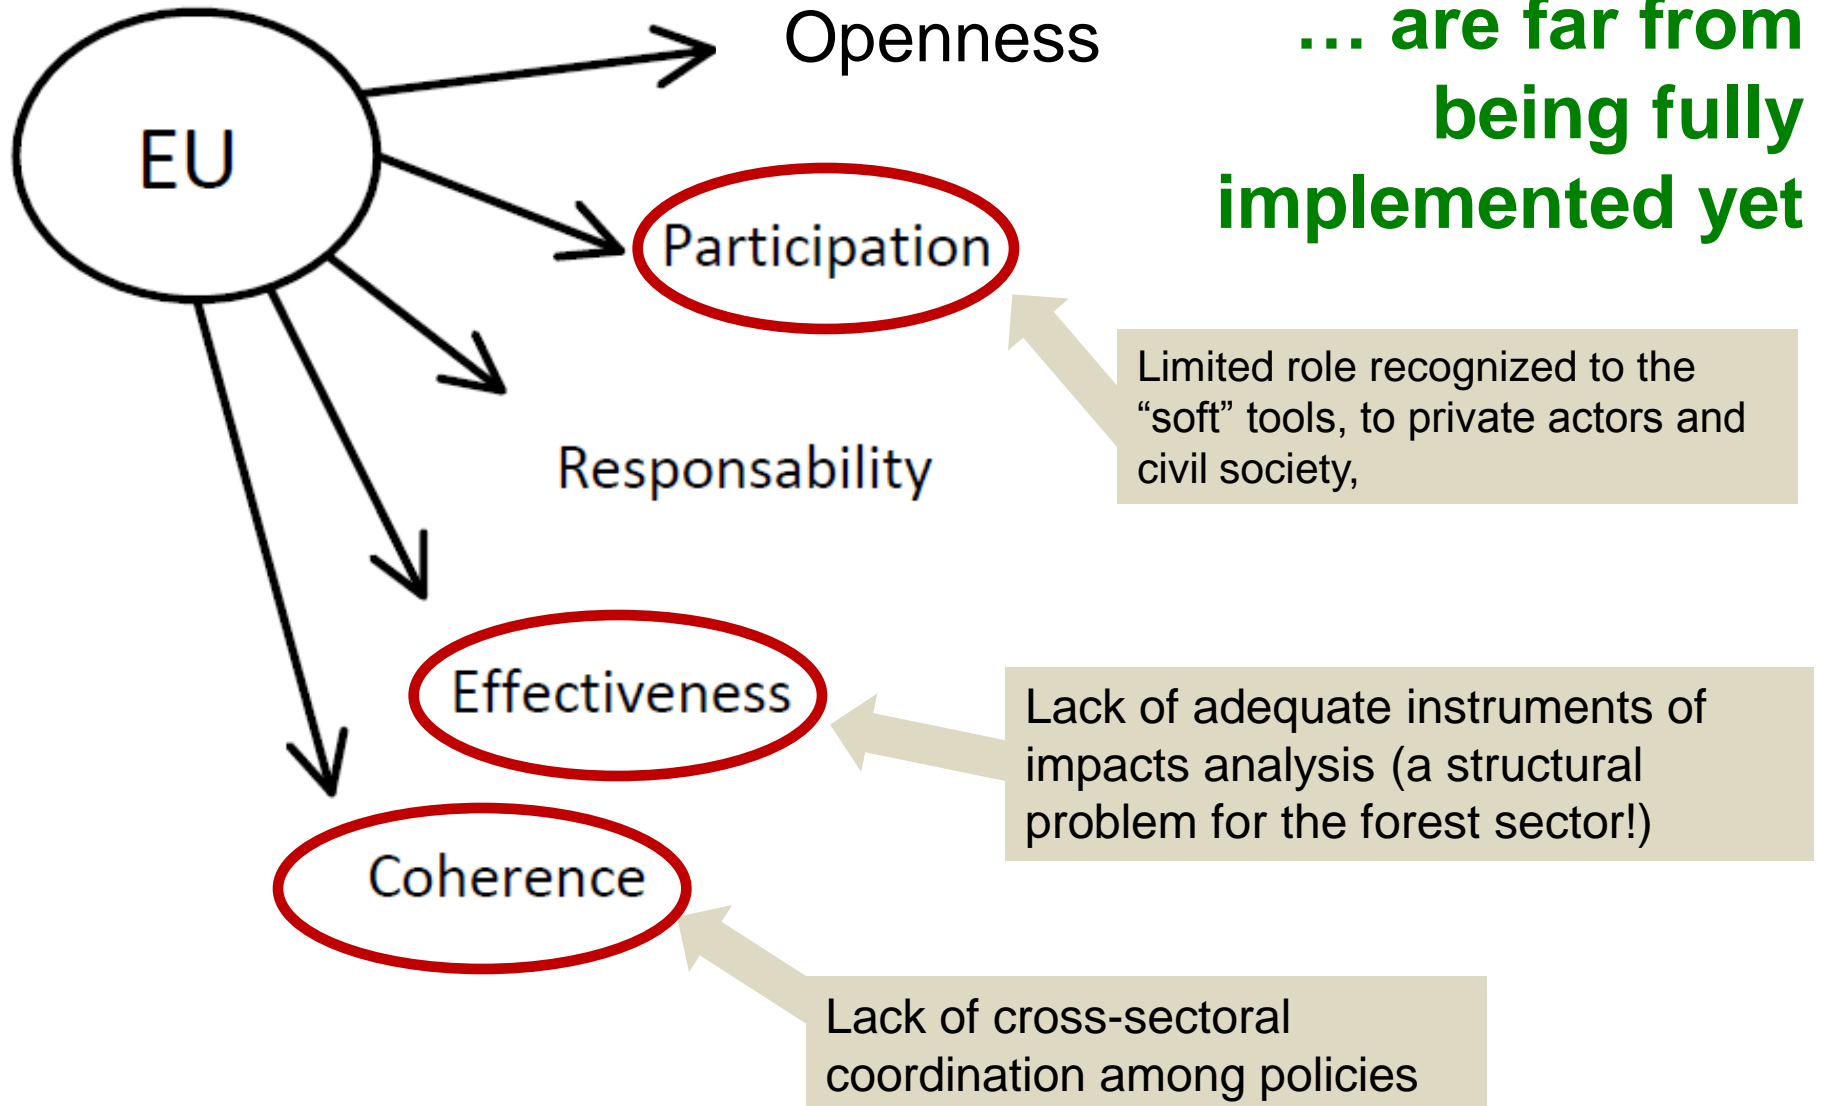 Openness
… are far from
being fully
implemented yet
EU
Participation
Limited role recognized to the
“soft” tools, to private actors and
civil society,
Responsability
Effectiveness
Lack of adequate instruments of
impacts analysis (a structural
problem for the forest sector!)
Coherence
Lack of cross-sectoral
coordination among policies